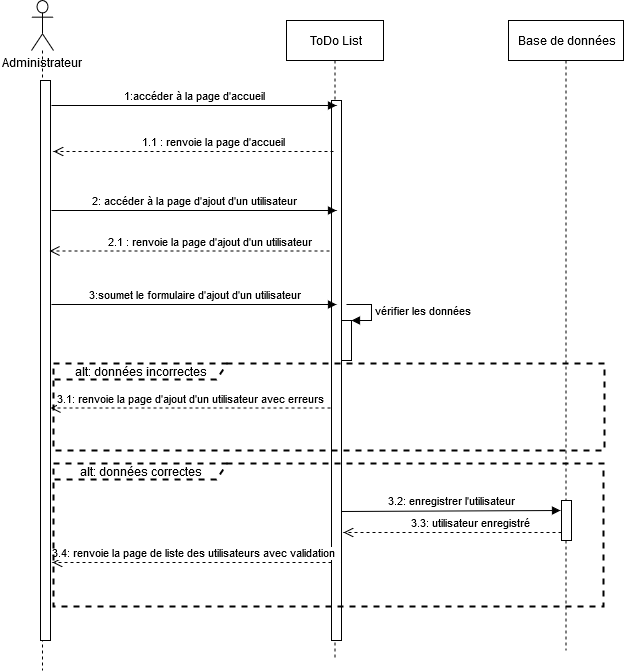 Administrateur
ToDo List
Base de données
1:accéder à la page d'accueil
1.1 : renvoie la page d'accueil
2: accéder à la page d'ajout d'un utilisateur
2.1 : renvoie la page d'ajout d'un utilisateur
3:soumet le formulaire d'ajout d'un utilisateur
vérifier les données
alt: données incorrectes
3.1: renvoie la page d'ajout d'un utilisateur avec erreurs
alt: données correctes
3.2: enregistrer l'utilisateur
3.3: utilisateur enregistré
3.4: renvoie la page de liste des utilisateurs avec validation